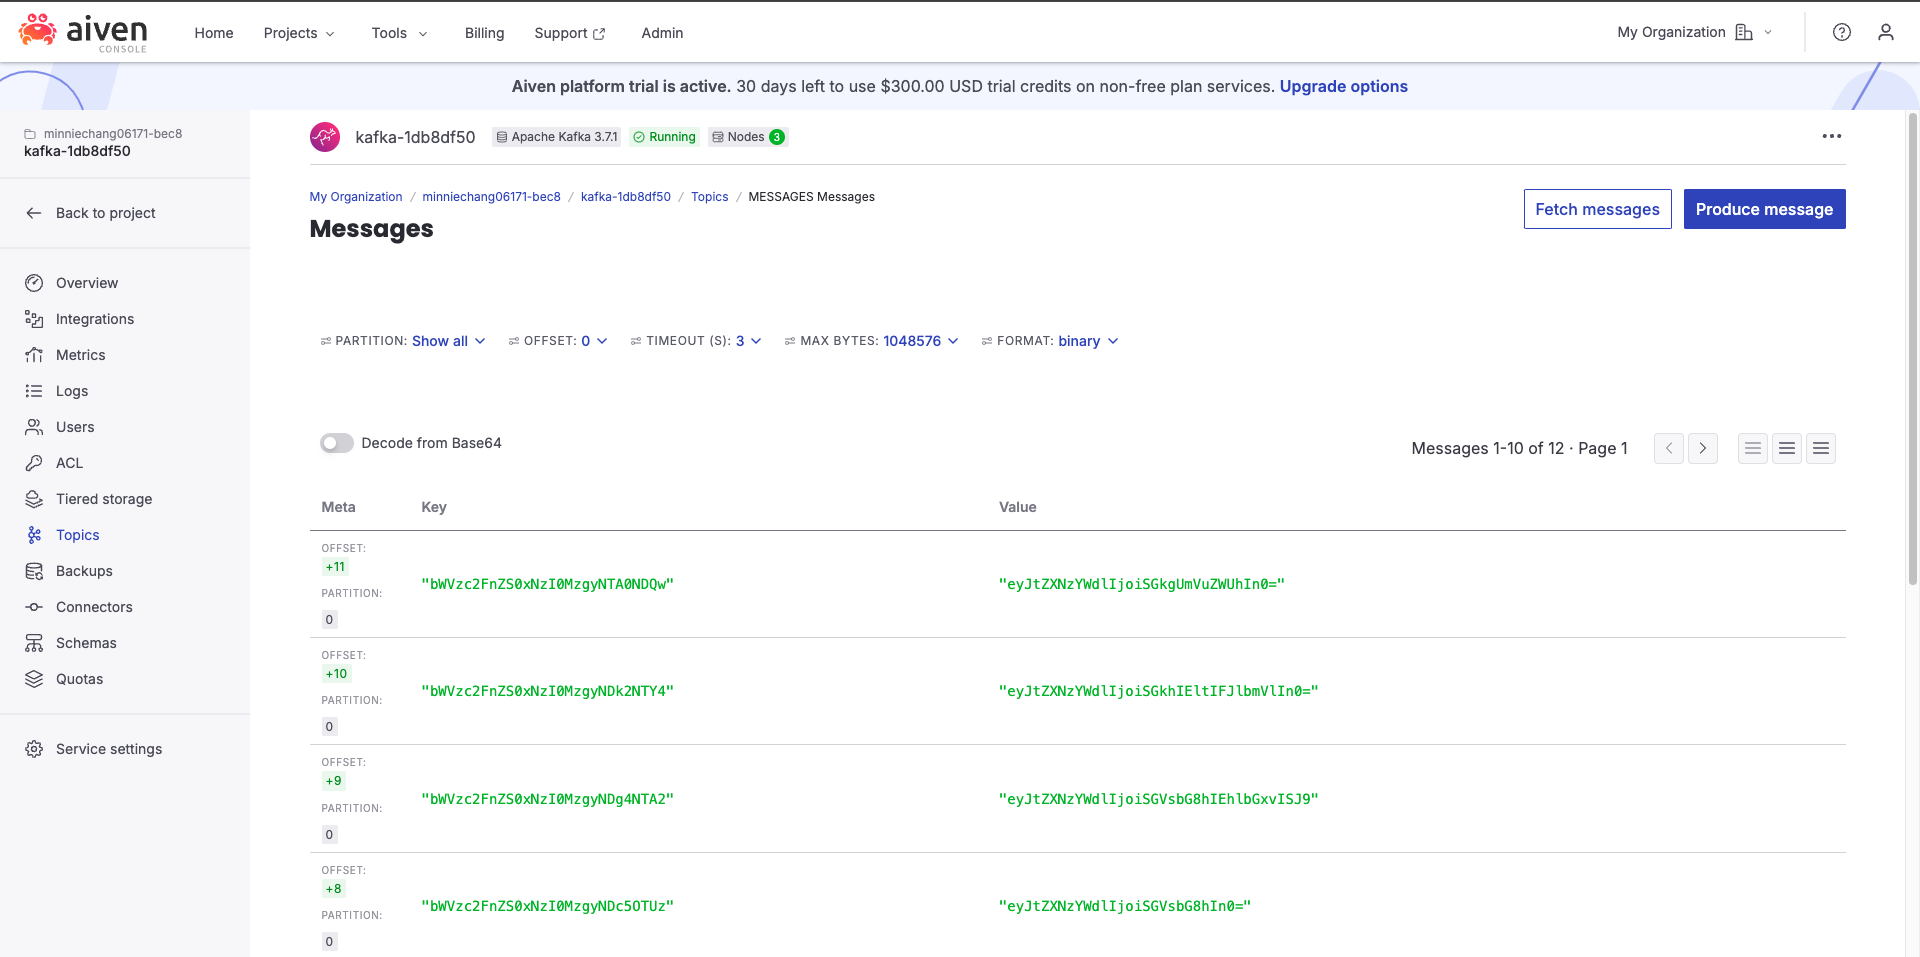 aiven
CONSOLE
Home
Projects
Tools
Billing
Support
Admin
My Organization
Aiven platform trial is active. 30 days left to use $300.00 USD trial credits on non-free plan services. Upgrade options
minniechang06171-bec8
kafka-1db8df50
Back to project
Overview
Integrations
Metrics
Logs
Users
ACL
Tiered storage
Topics
Backups
Connectors
Schemas
Quotas
Service settings
kafka-1db8df50
Apache Kafka 3.7.1
Running
Nodes 3
My Organization / minniechang06171-bec8 / kafka-1db8df50 / Topics / MESSAGES Messages
Messages
Fetch messages
Produce message
PARTITION: Show all
OFFSET: 0
TIMEOUT (S): 3
MAX BYTES: 1048576
FORMAT: binary
Decode from Base64
Messages 1-10 of 12 · Page 1
Meta
Key
Value
OFFSET:
+11
PARTITION:
0
"bWVzc2FnZS0xNzI0MzgyNTA0NDQw"
"eyJtZXNzYWdlIjoiSGkgUmVuZWUhIn0="
OFFSET:
+10
PARTITION:
0
"bWVzc2FnZS0xNzI0MzgyNDk2NTY4"
"eyJtZXNzYWdlIjoiSGkhIEltIFJlbmVlIn0="
OFFSET:
+9
PARTITION:
0
"bWVzc2FnZS0xNzI0MzgyNDg4NTA2"
"eyJtZXNzYWdlIjoiSGVsbG8hIEhlbGxvISJ9"
OFFSET:
+8
PARTITION:
0
"bWVzc2FnZS0xNzI0MzgyNDc5OTUz"
"eyJtZXNzYWdlIjoiSGVsbG8hIn0="